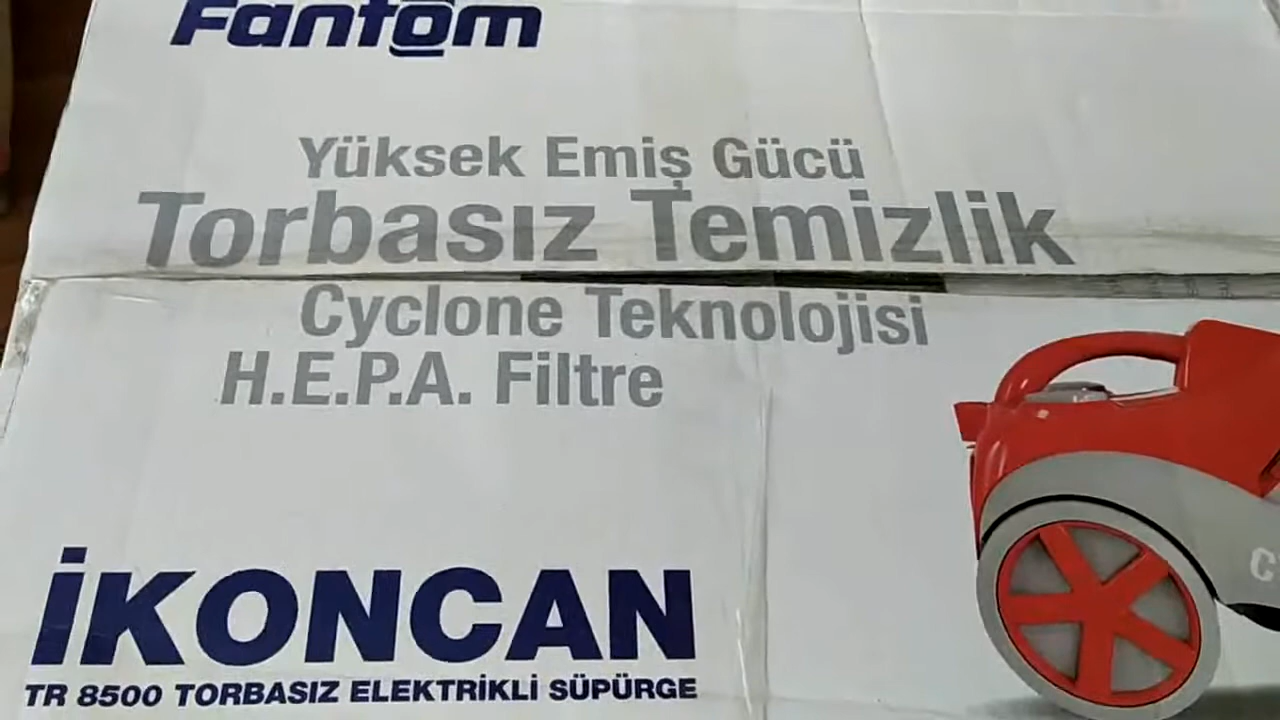 Fantom
Yüksek Emiş Gücü
Torbasız Temizlik
Cyclone Teknolojisi
H.E.P.A. Filtre
İKONCAN
TR 8500 TORBASIZ ELEKTRİKLİ SÜPÜRGE